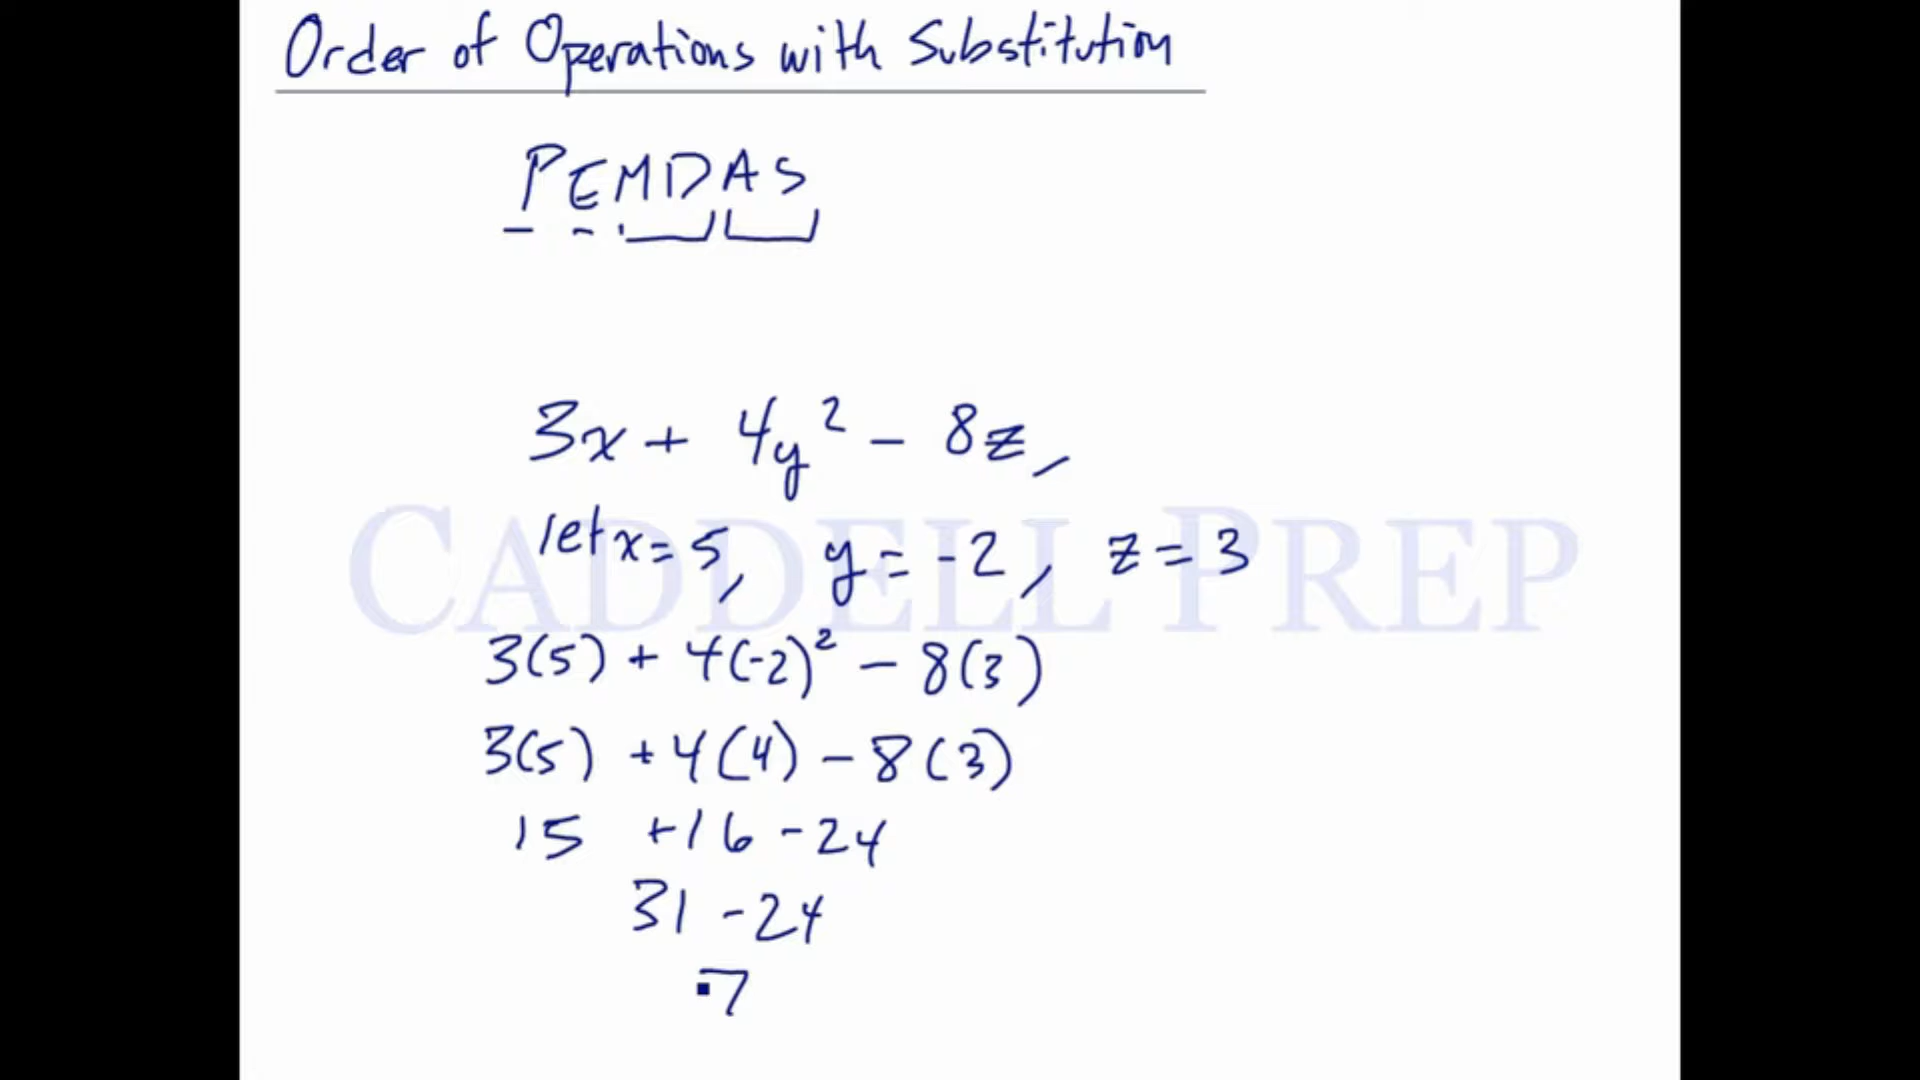 Order of Operations with Substitution
PEMDAS
3x + 4y² - 8z,
let x = 5, y = -2, z = 3
CADDELL PREP
3(5) + 4(-2)² - 8(3)
3(5) + 4(4) - 8(3)
15 + 16 - 24
31 - 24
7